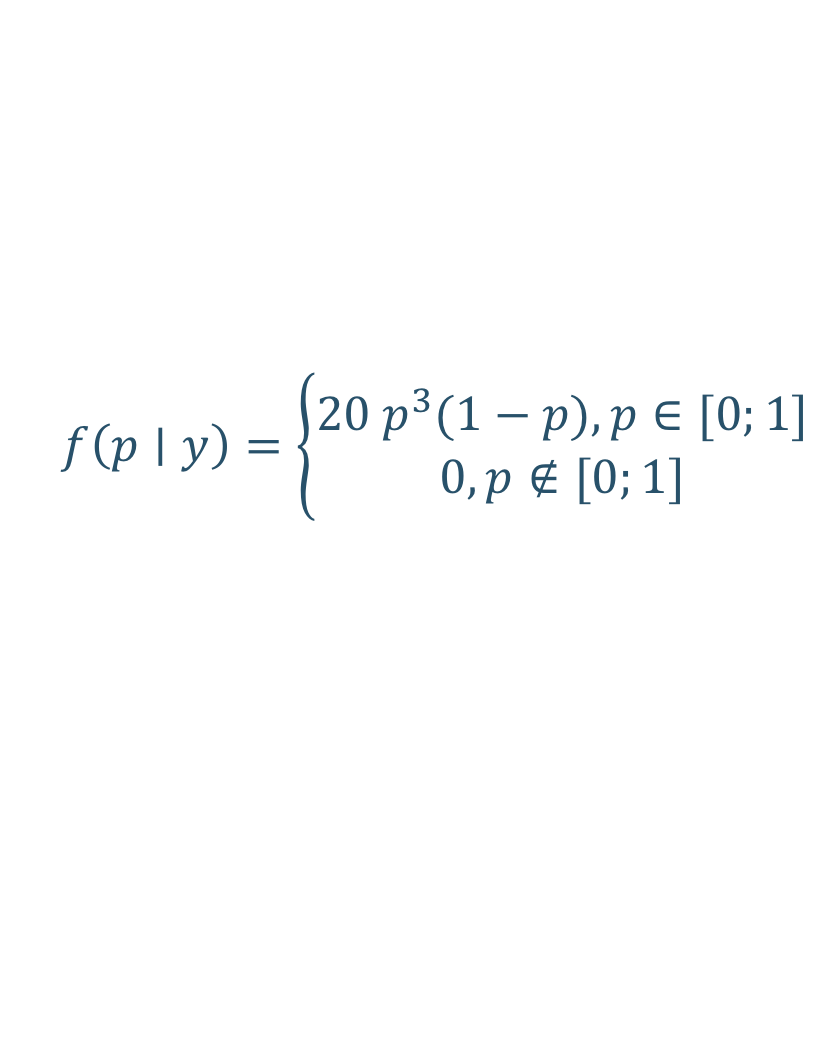 f(p ∣ y) = {20 p³(1 − p), p ∈ [0; 1]
0, p ∉ [0; 1]